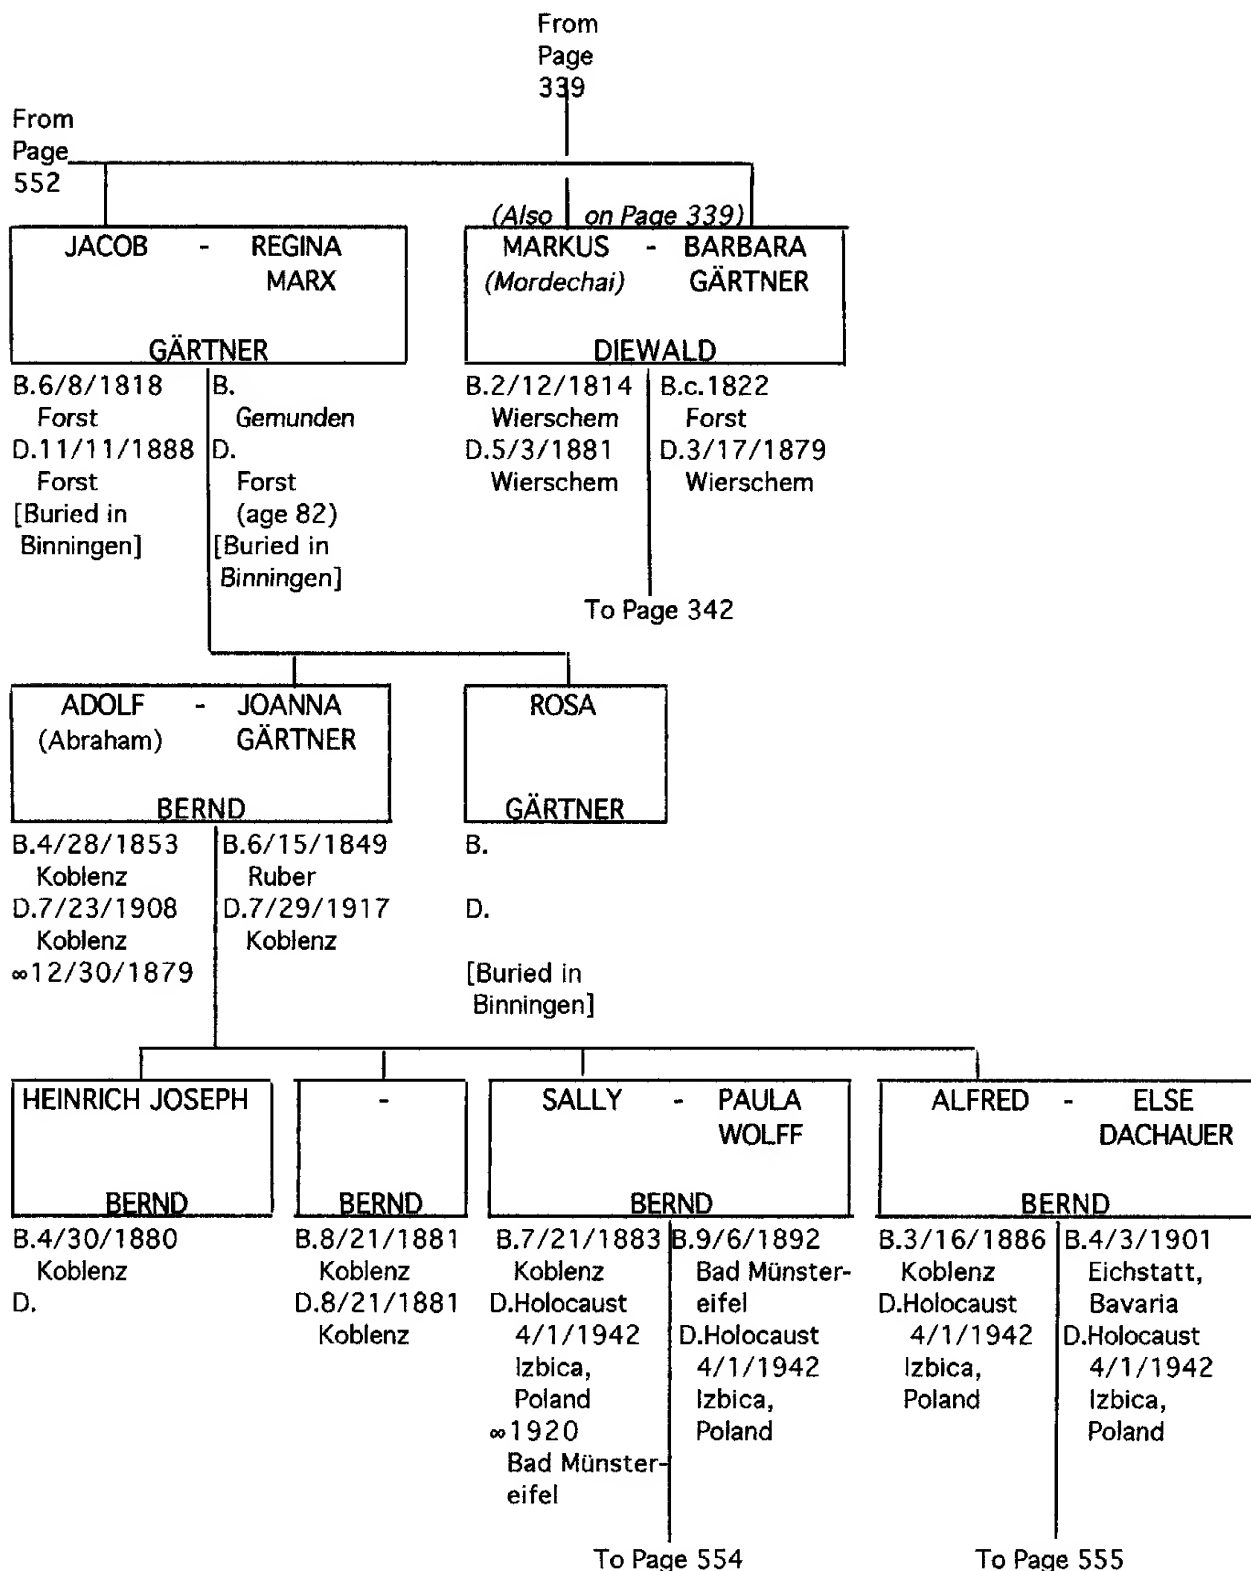 From
Page
339
From
Page
552
(Also on Page 339)
JACOB - REGINA
MARX
GÄRTNER
MARKUS - BARBARA
(Mordechai) GÄRTNER
DIEWALD
B.6/8/1818
Forst
D.11/11/1888
Forst
[Buried in
Binningen]
B.
Gemunden
D.
Forst
(age 82)
[Buried in
Binningen]
B.2/12/1814
Wierschem
D.5/3/1881
Wierschem
B.c.1822
Forst
D.3/17/1879
Wierschem
To Page 342
ADOLF - JOANNA
(Abraham) GÄRTNER
BERND
ROSA
GÄRTNER
B.4/28/1853
Koblenz
D.7/23/1908
Koblenz
∞12/30/1879
B.6/15/1849
Ruber
D.7/29/1917
Koblenz
B.
D.
[Buried in
Binningen]
HEINRICH JOSEPH
BERND
-
BERND
SALLY - PAULA
WOLFF
BERND
ALFRED - ELSE
DACHAUER
BERND
B.4/30/1880
Koblenz
D.
B.8/21/1881
Koblenz
D.8/21/1881
Koblenz
B.7/21/1883
Koblenz
D.Holocaust
4/1/1942
Izbica,
Poland
∞1920
Bad Münster-
eifel
B.9/6/1892
Bad Münster-
eifel
D.Holocaust
4/1/1942
Izbica,
Poland
B.3/16/1886
Koblenz
D.Holocaust
4/1/1942
Izbica,
Poland
B.4/3/1901
Eichstatt,
Bavaria
D.Holocaust
4/1/1942
Izbica,
Poland
To Page 554
To Page 555